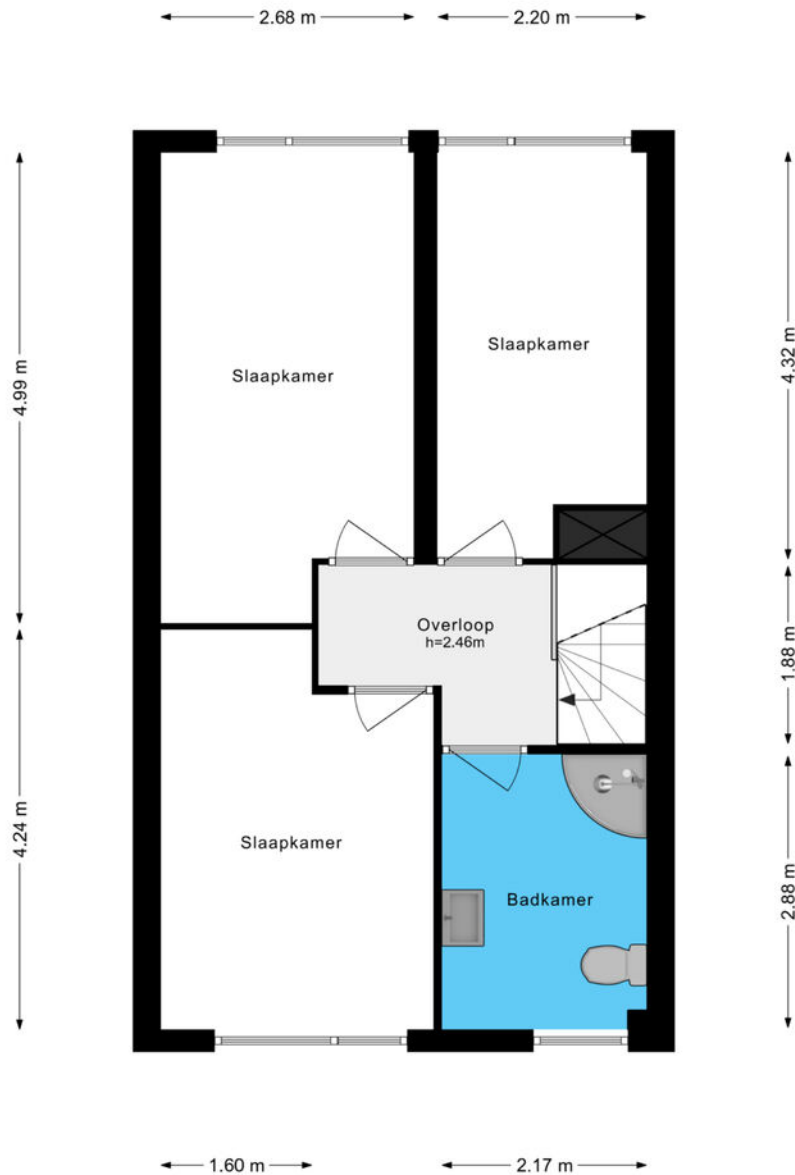 2.68 m
2.20 m
4.99 m
4.32 m
Slaapkamer
Slaapkamer
Overloop
h=2.46m
1.88 m
4.24 m
Slaapkamer
Badkamer
2.88 m
1.60 m
2.17 m